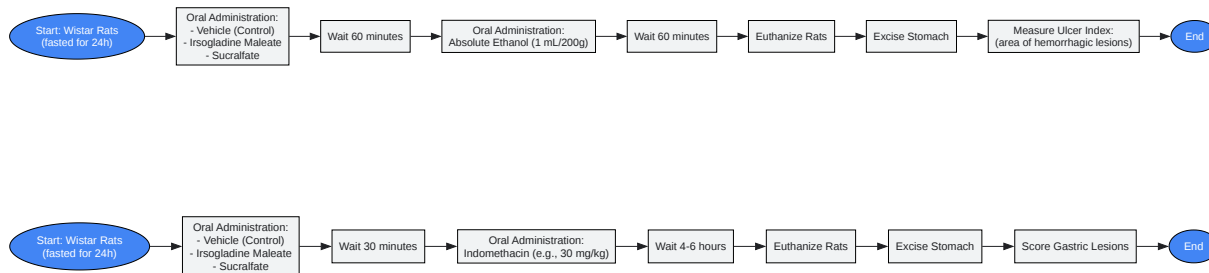 Start: Wistar Rats
(fasted for 24h)
Oral Administration:
- Vehicle (Control)
- Irsogladine Maleate
- Sucralfate
Wait 60 minutes
Oral Administration:
Absolute Ethanol (1 mL/200g)
Wait 60 minutes
Euthanize Rats
Excise Stomach
Measure Ulcer Index:
(area of hemorrhagic lesions)
End
Start: Wistar Rats
(fasted for 24h)
Oral Administration:
- Vehicle (Control)
- Irsogladine Maleate
- Sucralfate
Wait 30 minutes
Oral Administration:
Indomethacin (e.g., 30 mg/kg)
Wait 4-6 hours
Euthanize Rats
Excise Stomach
Score Gastric Lesions
End